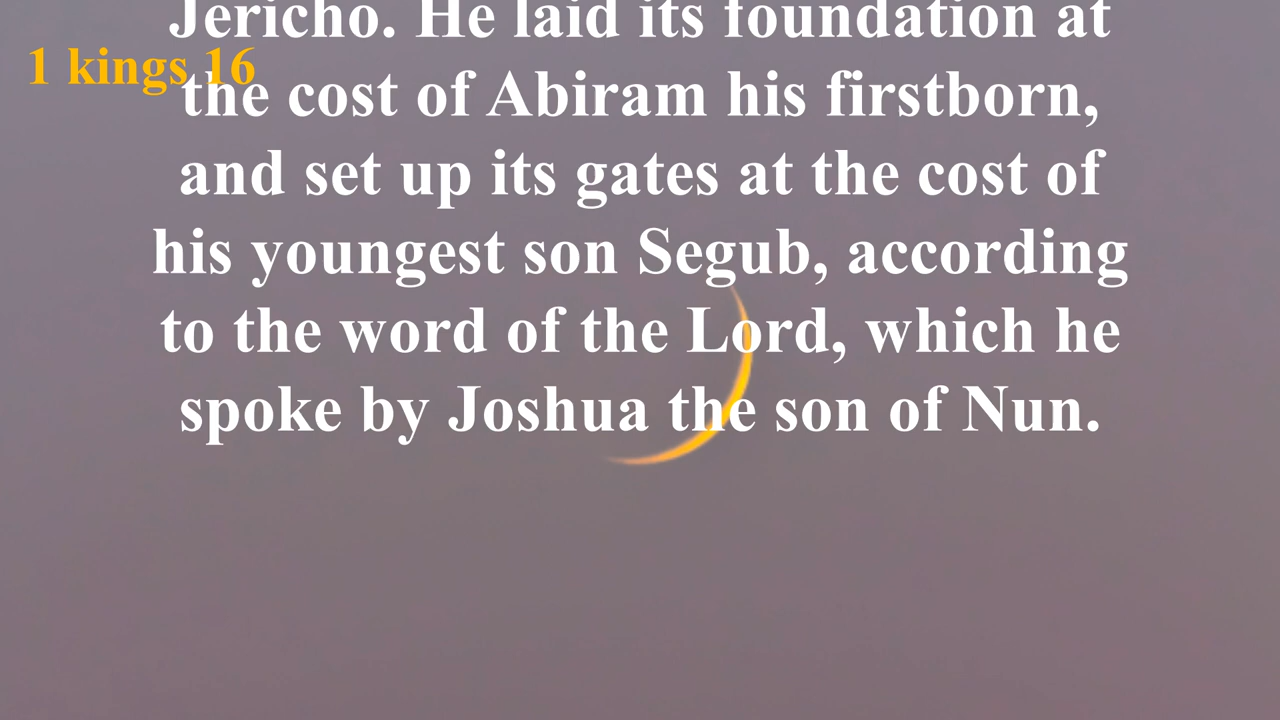 Jericho. He laid its foundation at
1 kings 16
the cost of Abiram his firstborn,
and set up its gates at the cost of
his youngest son Segub, according
to the word of the Lord, which he
spoke by Joshua the son of Nun.